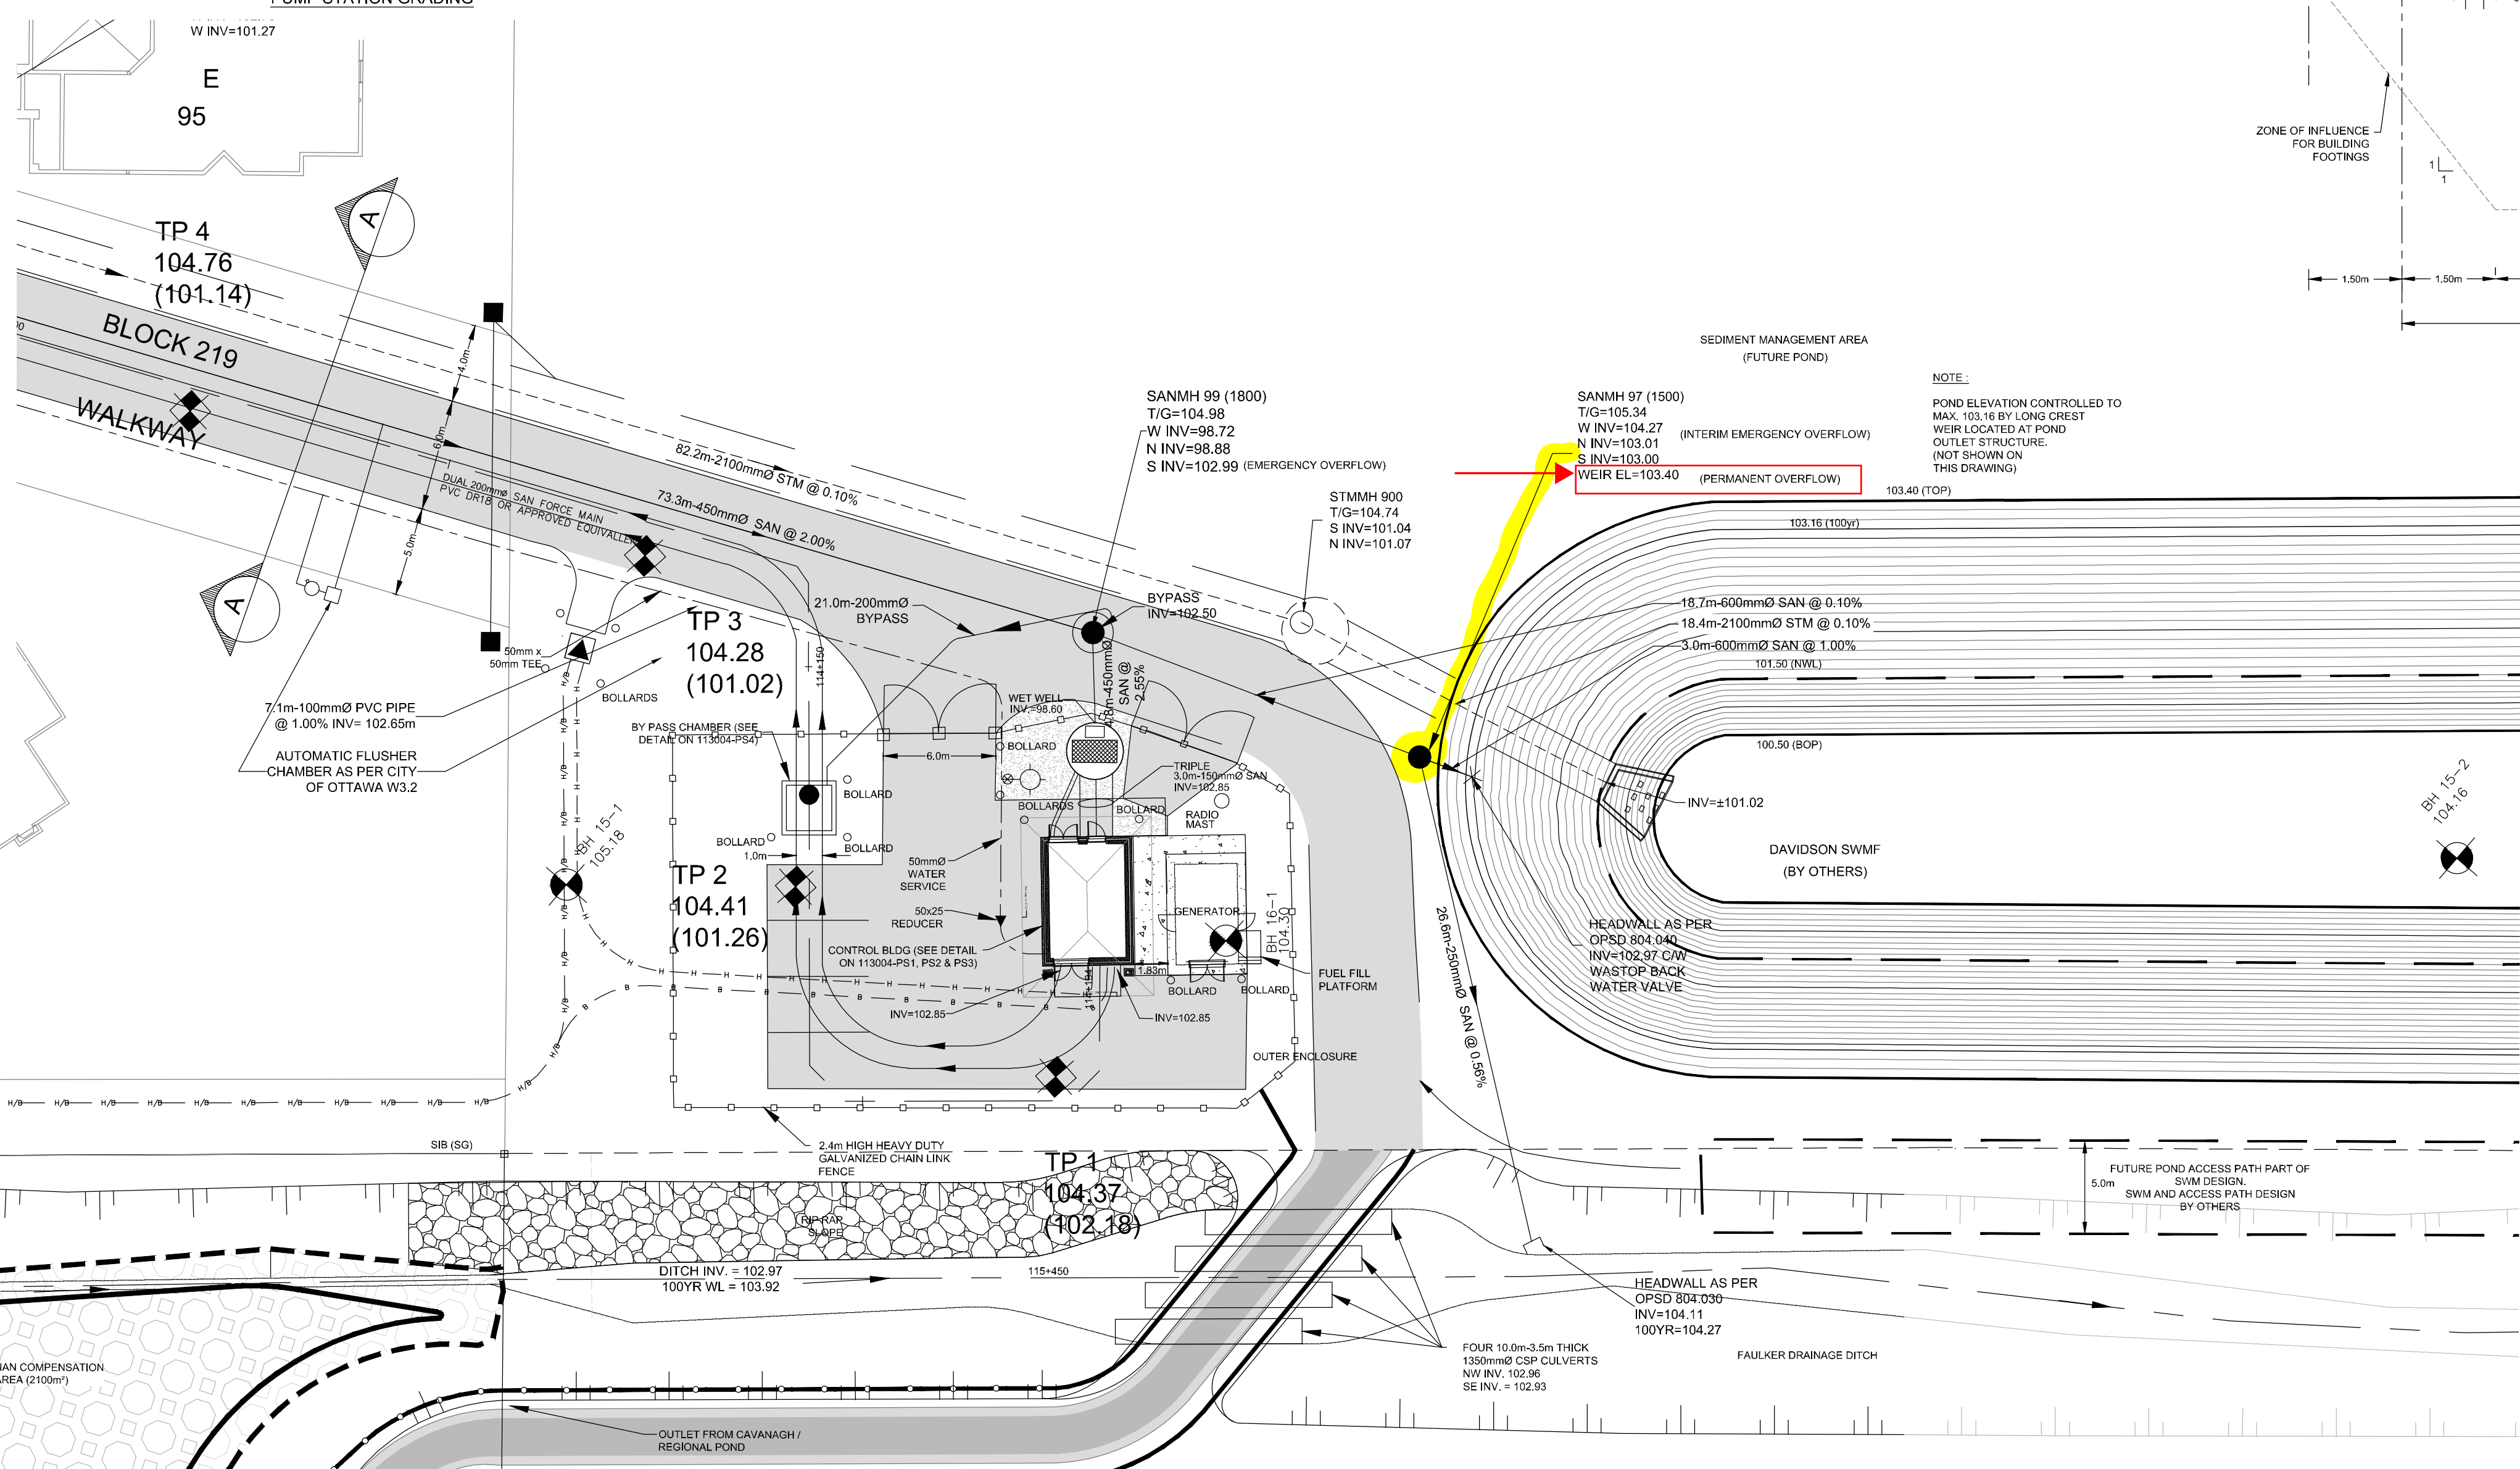 PUMP STATION GRADING
W INV=101.27
E
95
ZONE OF INFLUENCE
FOR BUILDING
FOOTINGS
1
1
1.50m
1.50m
A
TP 4
104.76
(101.14)
BLOCK 219
WALKWAY
4.0m
6.0m
5.0m
A
82.2m-2100mmØ STM @ 0.10%
73.3m-450mmØ SAN @ 2.00%
DUAL 200mmØ SAN FORCE MAIN
PVC DR18 OR APPROVED EQUIVALLENT
SANMH 99 (1800)
T/G=104.98
W INV=98.72
N INV=98.88
S INV=102.99 (EMERGENCY OVERFLOW)
STMMH 900
T/G=104.74
S INV=101.04
N INV=101.07
SEDIMENT MANAGEMENT AREA
(FUTURE POND)
SANMH 97 (1500)
T/G=105.34
W INV=104.27
(INTERIM EMERGENCY OVERFLOW)
N INV=103.01
S INV=103.00
WEIR EL=103.40 (PERMANENT OVERFLOW)
NOTE :
POND ELEVATION CONTROLLED TO
MAX. 103.16 BY LONG CREST
WEIR LOCATED AT POND
OUTLET STRUCTURE.
(NOT SHOWN ON
THIS DRAWING)
103.40 (TOP)
103.16 (100yr)
18.7m-600mmØ SAN @ 0.10%
18.4m-2100mmØ STM @ 0.10%
3.0m-600mmØ SAN @ 1.00%
101.50 (NWL)
100.50 (BOP)
INV=±101.02
BH 15-2
104.16
DAVIDSON SWMF
(BY OTHERS)
HEADWALL AS PER
OPSD 804.040
INV=102.97 C/W
WASTOP BACK
WATER VALVE
50mm x
50mm TEE
BOLLARDS
7.1m-100mmØ PVC PIPE
@ 1.00% INV= 102.65m
AUTOMATIC FLUSHER
CHAMBER AS PER CITY
OF OTTAWA W3.2
TP 3
104.28
(101.02)
114+150
21.0m-200mmØ
BYPASS
BYPASS
INV=102.50
4.8m-450mmØ
SAN @
2.55%
WET WELL
INV.=98.60
BY PASS CHAMBER (SEE
DETAIL ON 113004-PS4)
6.0m
BOLLARD
TRIPLE
3.0m-150mmØ SAN
INV=102.85
BOLLARD
BOLLARDS
BOLLARD
RADIO
MAST
BH 15-1
105.18
BOLLARD
BOLLARD
1.0m
TP 2
104.41
(101.26)
50mmØ
WATER
SERVICE
50x25
REDUCER
CONTROL BLDG (SEE DETAIL
ON 113004-PS1, PS2 & PS3)
GENERATOR
BH 16-1
104.30
1.83m
114+194
BOLLARD
BOLLARD
FUEL FILL
PLATFORM
INV=102.85
INV=102.85
OUTER ENCLOSURE
26.6m-250mmØ SAN @ 0.56%
H/B H/B H/B H/B H/B H/B H/B H/B H/B H/B H/B
SIB (SG)
2.4m HIGH HEAVY DUTY
GALVANIZED CHAIN LINK
FENCE
TP 1
104.37
(102.18)
RIP RAP
SLOPE
DITCH INV. = 102.97
100YR WL = 103.92
115+450
FUTURE POND ACCESS PATH PART OF
SWM DESIGN.
SWM AND ACCESS PATH DESIGN
BY OTHERS
5.0m
HEADWALL AS PER
OPSD 804.030
INV=104.11
100YR=104.27
FOUR 10.0m-3.5m THICK
1350mmØ CSP CULVERTS
NW INV. 102.96
SE INV. = 102.93
FAULKER DRAINAGE DITCH
COMPENSATION
AREA (2100m²)
OUTLET FROM CAVANAGH /
REGIONAL POND